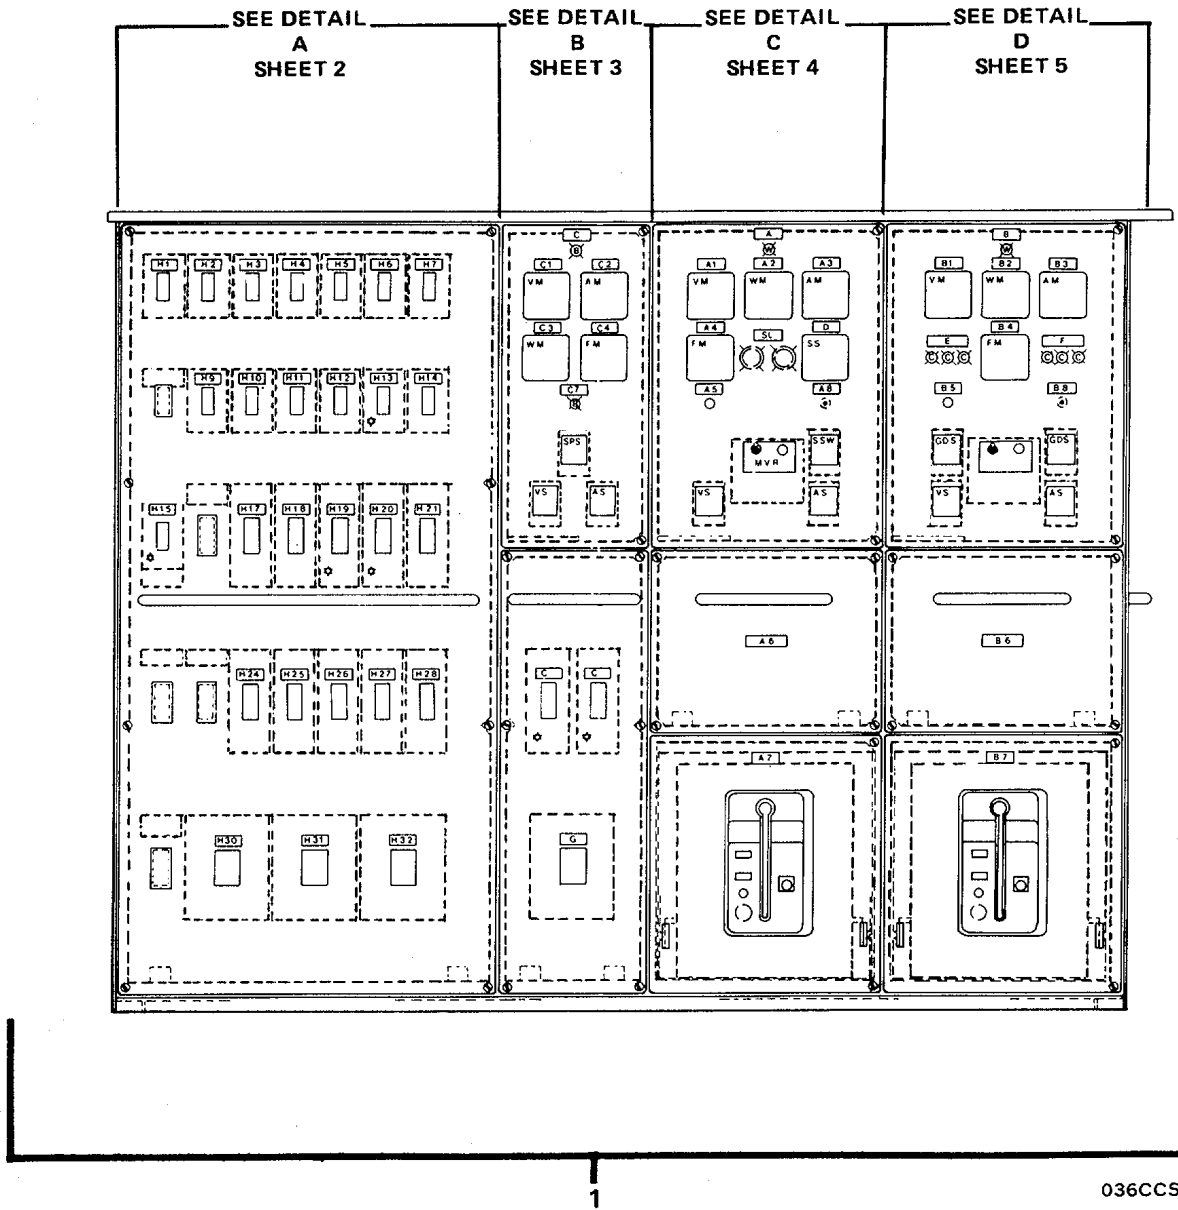 SEE DETAIL SEE DETAIL SEE DETAIL SEE DETAIL
A B C D
SHEET 2 SHEET 3 SHEET 4 SHEET 5
C A B
B W W
H1 H2 H3 H4 H5 H6 H7 C1 C2 A1 A2 A3 B1 B2 B3
VM AM VM WM AM VM WM AM
C3 C4 A4 SL D E B4 F
WM FM FM SS FM
C C C C C C
H9 H10 H11 H12 H13 H14 C7 A5 A8 B5 B8
B
SPS SSW GDS GDS
MVR
VS AS VS AS VS AS
H15 H17 H18 H19 H20 H21
A6 B6
H24 H25 H26 H27 H28 C C
A7 B7
H30 H31 H32 G
1
036CCS